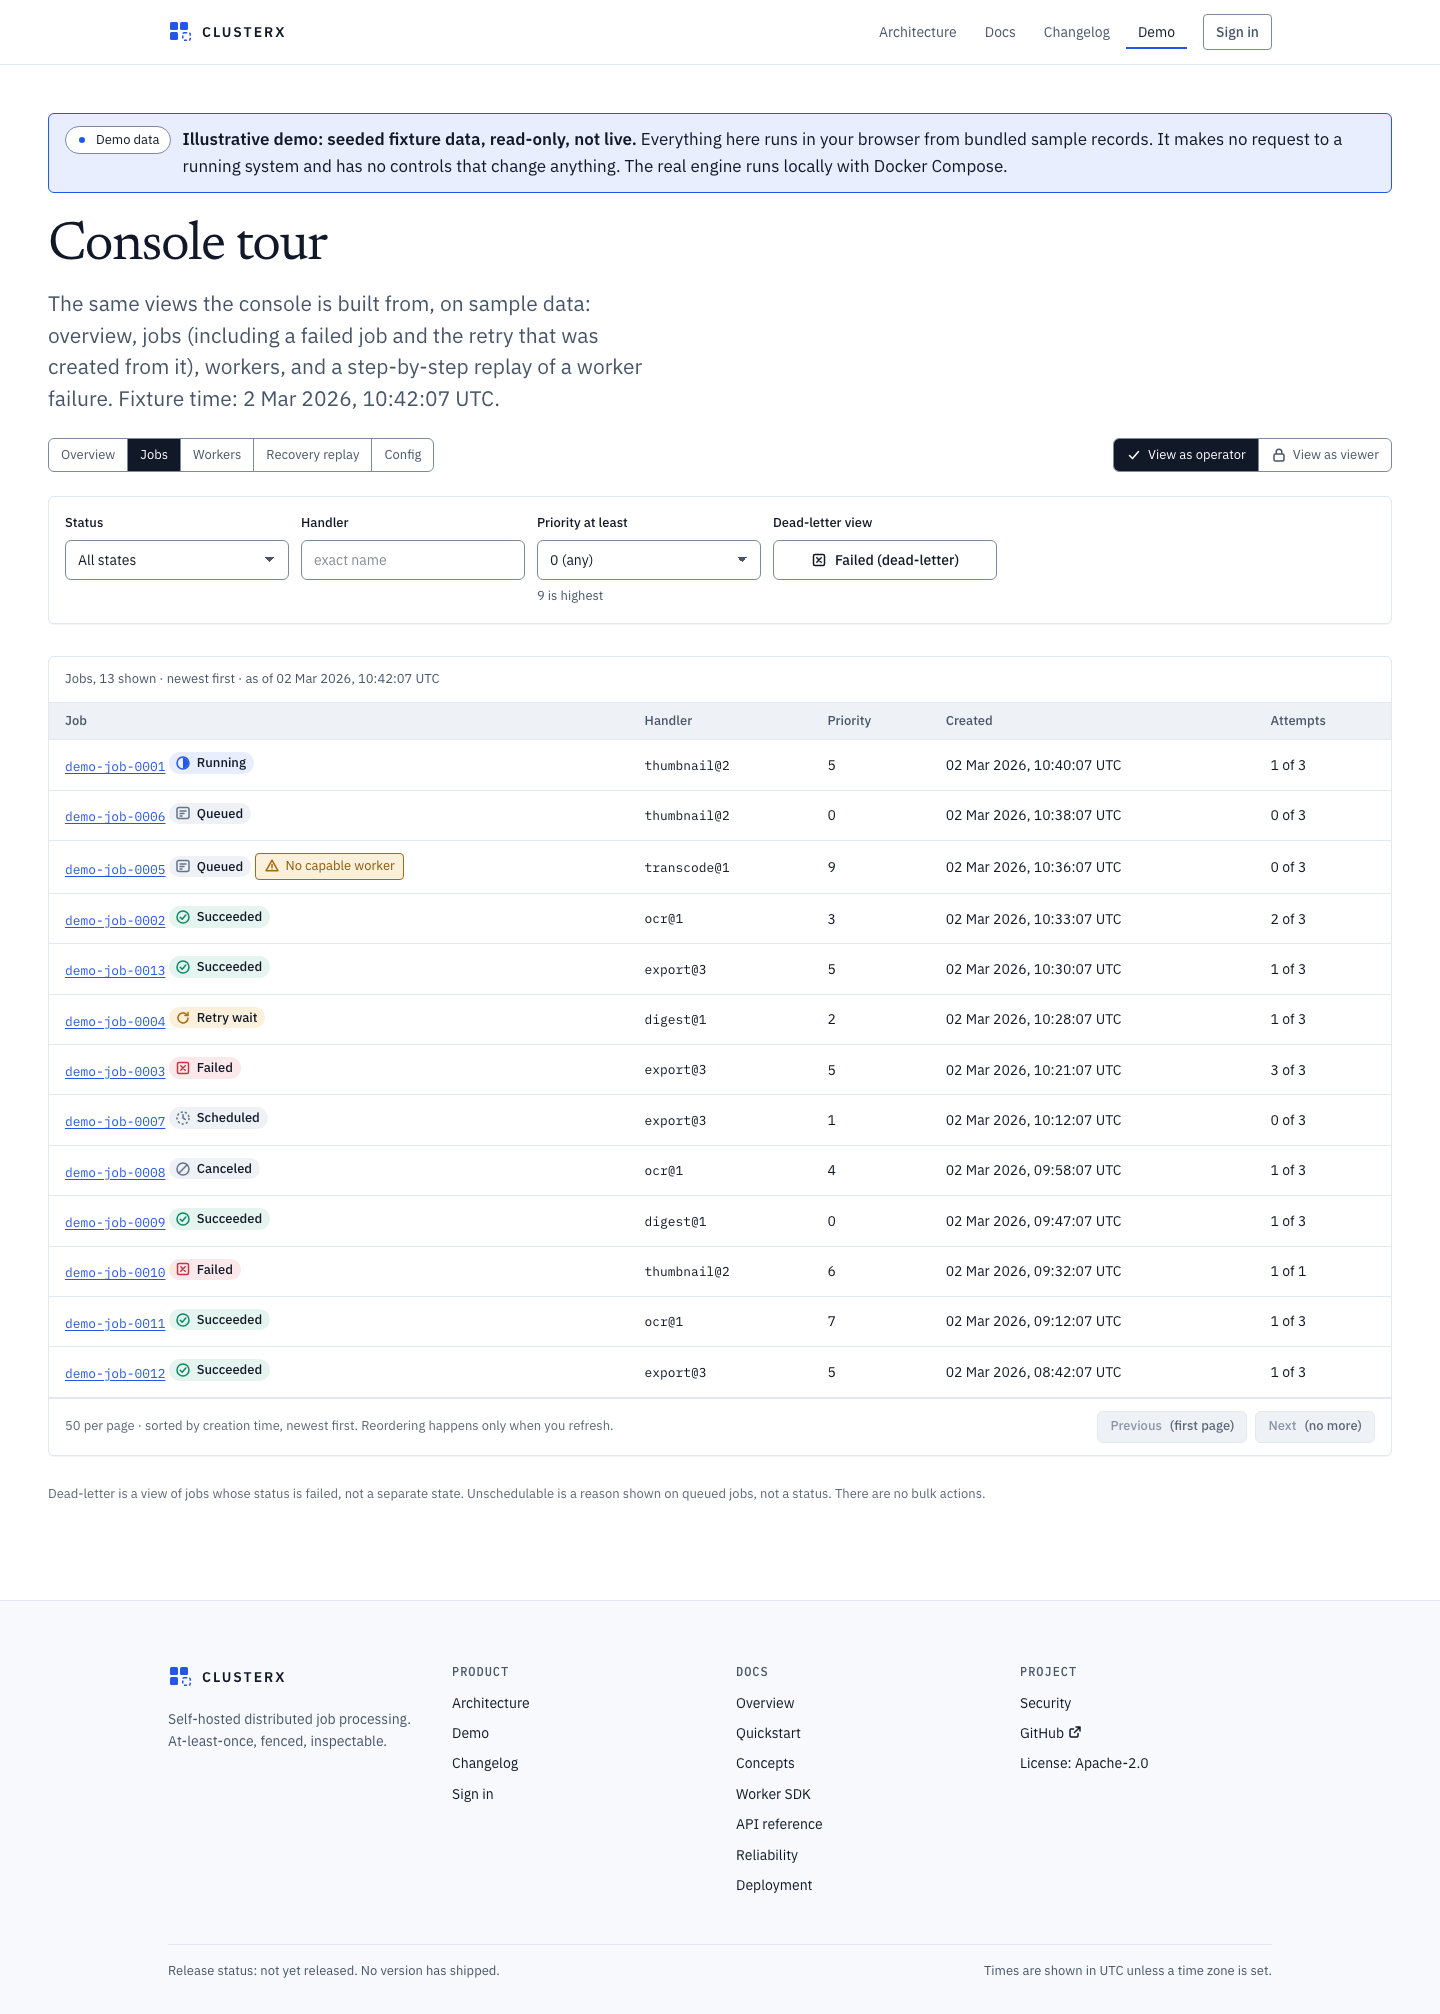 CLUSTERX
Architecture Docs Changelog Demo Sign in
Demo data
Illustrative demo: seeded fixture data, read-only, not live. Everything here runs in your browser from bundled sample records. It makes no request to a
running system and has no controls that change anything. The real engine runs locally with Docker Compose.
Console tour
The same views the console is built from, on sample data:
overview, jobs (including a failed job and the retry that was
created from it), workers, and a step-by-step replay of a worker
failure. Fixture time: 2 Mar 2026, 10:42:07 UTC.
Overview Jobs Workers Recovery replay Config
View as operator View as viewer
Status Handler Priority at least Dead-letter view
All states exact name 0 (any) Failed (dead-letter)
9 is highest
Jobs, 13 shown · newest first · as of 02 Mar 2026, 10:42:07 UTC
Job Handler Priority Created Attempts
demo-job-0001 Running thumbnail@2 5 02 Mar 2026, 10:40:07 UTC 1 of 3
demo-job-0006 Queued thumbnail@2 0 02 Mar 2026, 10:38:07 UTC 0 of 3
demo-job-0005 Queued No capable worker transcode@1 9 02 Mar 2026, 10:36:07 UTC 0 of 3
demo-job-0002 Succeeded ocr@1 3 02 Mar 2026, 10:33:07 UTC 2 of 3
demo-job-0013 Succeeded export@3 5 02 Mar 2026, 10:30:07 UTC 1 of 3
demo-job-0004 Retry wait digest@1 2 02 Mar 2026, 10:28:07 UTC 1 of 3
demo-job-0003 Failed export@3 5 02 Mar 2026, 10:21:07 UTC 3 of 3
demo-job-0007 Scheduled export@3 1 02 Mar 2026, 10:12:07 UTC 0 of 3
demo-job-0008 Canceled ocr@1 4 02 Mar 2026, 09:58:07 UTC 1 of 3
demo-job-0009 Succeeded digest@1 0 02 Mar 2026, 09:47:07 UTC 1 of 3
demo-job-0010 Failed thumbnail@2 6 02 Mar 2026, 09:32:07 UTC 1 of 1
demo-job-0011 Succeeded ocr@1 7 02 Mar 2026, 09:12:07 UTC 1 of 3
demo-job-0012 Succeeded export@3 5 02 Mar 2026, 08:42:07 UTC 1 of 3
50 per page · sorted by creation time, newest first. Reordering happens only when you refresh.
Previous (first page) Next (no more)
Dead-letter is a view of jobs whose status is failed, not a separate state. Unschedulable is a reason shown on queued jobs, not a status. There are no bulk actions.
CLUSTERX
Self-hosted distributed job processing.
At-least-once, fenced, inspectable.
PRODUCT
Architecture
Demo
Changelog
Sign in
DOCS
Overview
Quickstart
Concepts
Worker SDK
API reference
Reliability
Deployment
PROJECT
Security
GitHub
License: Apache-2.0
Release status: not yet released. No version has shipped.
Times are shown in UTC unless a time zone is set.